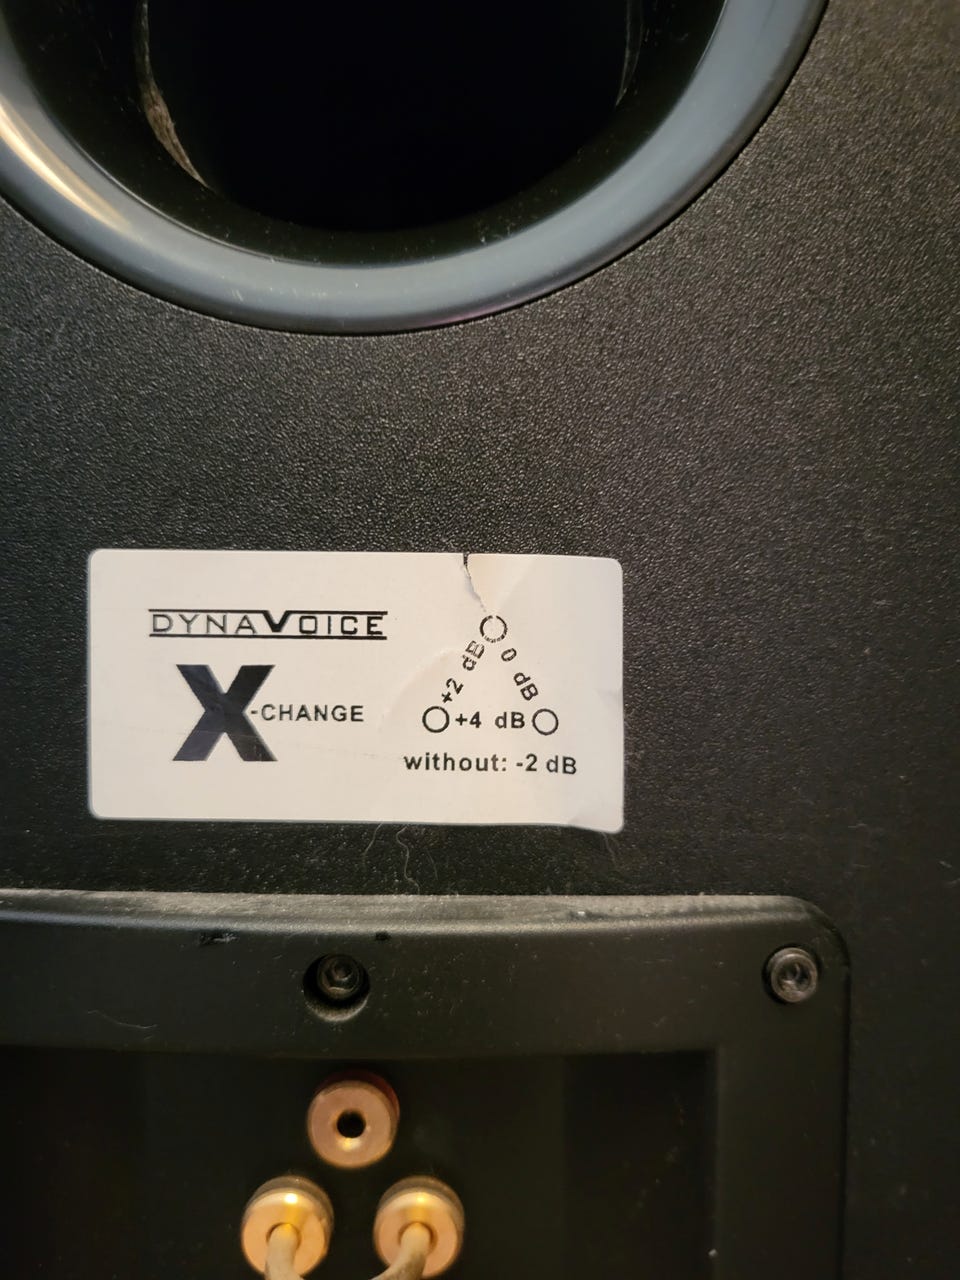 DYNAVOICE
X-CHANGE
+2 dB
0 dB
+4 dB
without: -2 dB